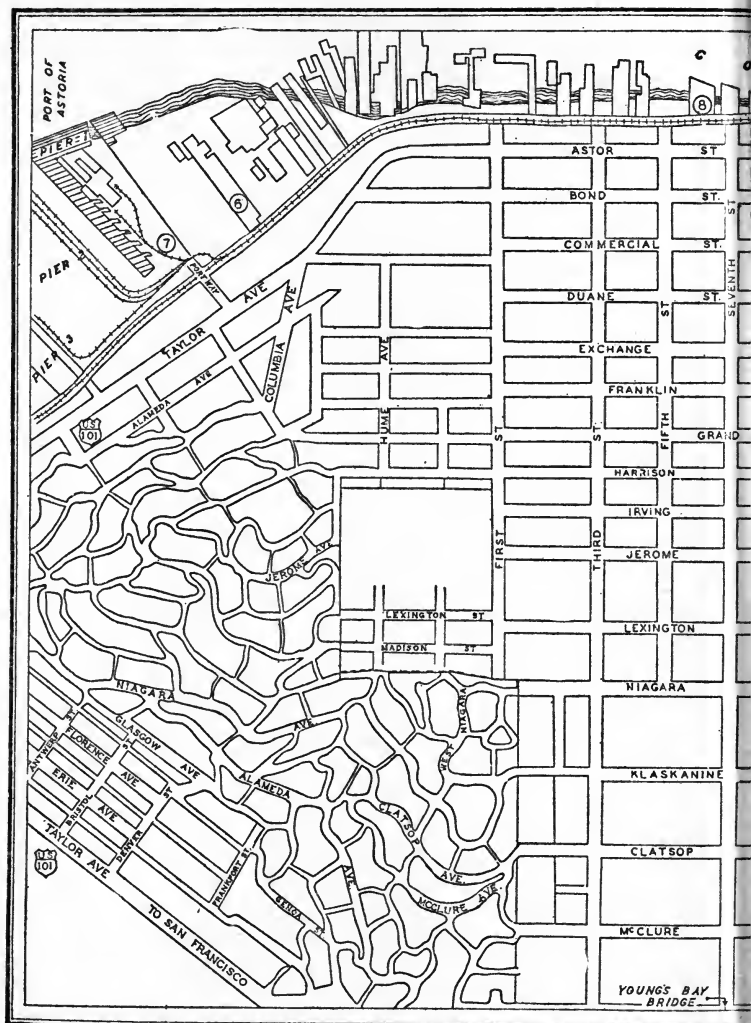 PORT OF
ASTORIA
C
8
PIER-1
ASTOR ST
BOND ST.
6
7
COMMERCIAL ST.
SEVENTH ST
PIER 2
PORTWAY
TAYLOR AVE
COLUMBIA AVE
DUANE ST.
PIER 3
EXCHANGE
ALAMEDA AVE
HUME AVE
FRANKLIN
FIFTH ST
U.S.
101
GRAND
HARRISON
IRVING
FIRST ST.
THIRD ST.
JEROME AVE
JEROME
LEXINGTON ST
LEXINGTON
MADISON ST
NIAGARA AVE
NIAGARA
WEST NIAGARA
GLASGOW AVE
ANTWERP ST
FLORENCE AVE
ERIE AVE
BRISTOL ST
DENVER ST
ALAMEDA AVE
KLASKANINE
CLATSOP AVE.
CLATSOP
TAYLOR AVE
U.S.
101
FRANKFORT ST.
GENOA ST
MCCLURE AVE.
McCLURE
TO SAN FRANCISCO
YOUNG'S BAY
BRIDGE